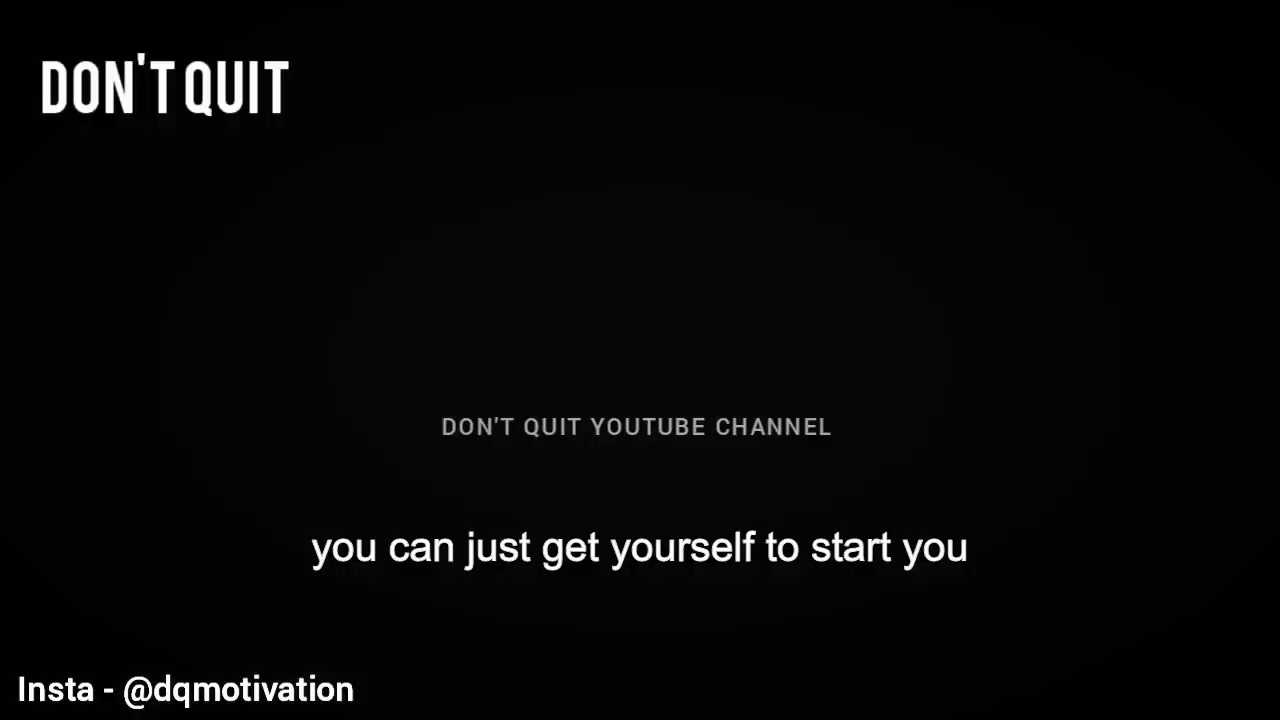 DON'T QUIT
DON'T QUIT YOUTUBE CHANNEL
you can just get yourself to start you
Insta - @dqmotivation